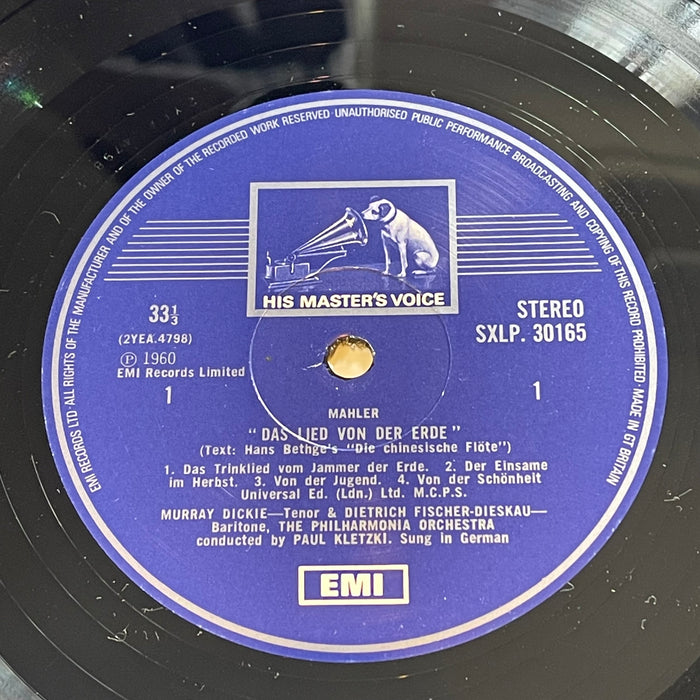 EMI RECORDS LTD·ALL RIGHTS OF THE MANUFACTURER AND OF THE OWNER OF THE RECORDED WORK RESERVED·UNAUTHORISED PUBLIC PERFORMANCE BROADCASTING AND COPYING OF THIS RECORD PROHIBITED·MADE IN GT BRITAIN
HIS MASTER'S VOICE
33⅓
STEREO
(2YEA.4798)
SXLP. 30165
Ⓟ 1960
EMI Records Limited
1
1
MAHLER
"DAS LIED VON DER ERDE"
(Text: Hans Bethge's "Die chinesische Flöte")
1. Das Trinklied vom Jammer der Erde. 2. Der Einsame
im Herbst. 3. Von der Jugend. 4. Von der Schönheit
Universal Ed. (Ldn.) Ltd. M.C.P.S.
MURRAY DICKIE—Tenor & DIETRICH FISCHER-DIESKAU—
Baritone, THE PHILHARMONIA ORCHESTRA
conducted by PAUL KLETZKI. Sung in German
EMI